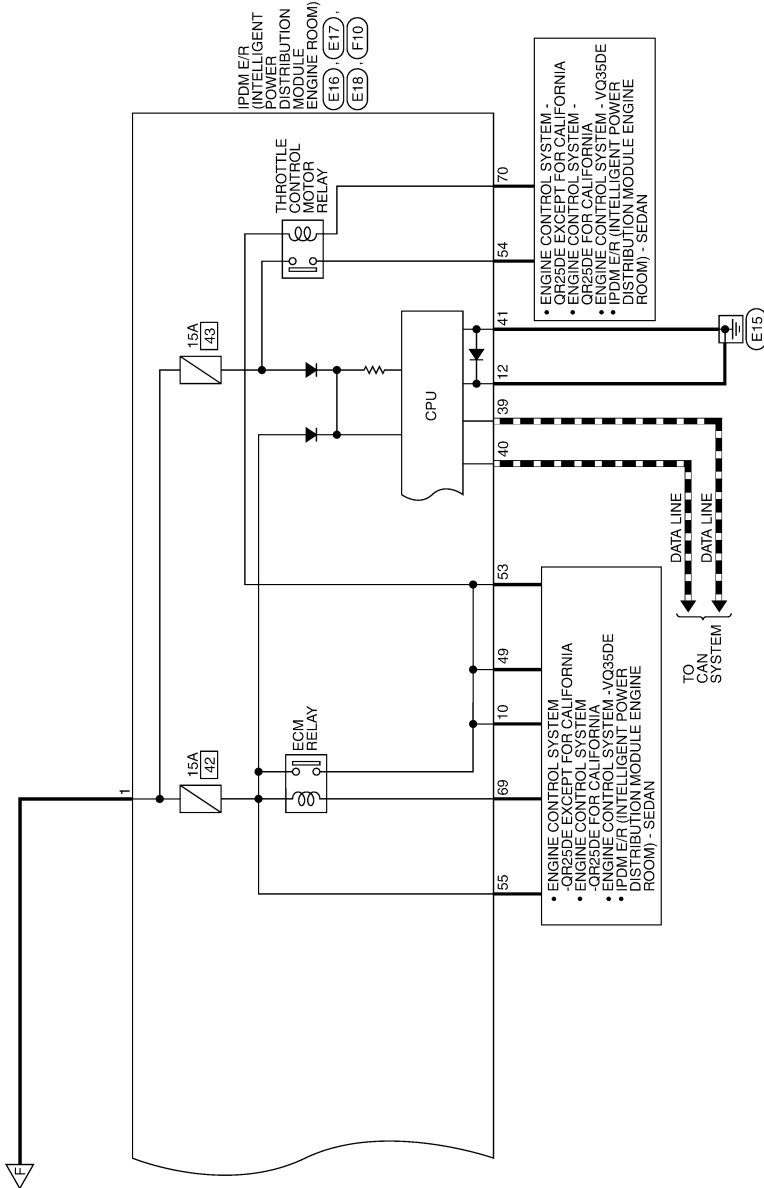 F
1
IPDM E/R
(INTELLIGENT
POWER
DISTRIBUTION
MODULE
ENGINE ROOM)
E16 , E17 ,
E18 , F10
15A
42
15A
43
ECM
RELAY
THROTTLE
CONTROL
MOTOR
RELAY
CPU
55
69
10
49
53
40
39
12
41
54
70
• ENGINE CONTROL SYSTEM
-QR25DE EXCEPT FOR CALIFORNIA
• ENGINE CONTROL SYSTEM
-QR25DE FOR CALIFORNIA
• ENGINE CONTROL SYSTEM -VQ35DE
• IPDM E/R (INTELLIGENT POWER
DISTRIBUTION MODULE ENGINE
ROOM) - SEDAN
TO
CAN
SYSTEM
DATA LINE
DATA LINE
E15
• ENGINE CONTROL SYSTEM -
QR25DE EXCEPT FOR CALIFORNIA
• ENGINE CONTROL SYSTEM -
QR25DE FOR CALIFORNIA
• ENGINE CONTROL SYSTEM - VQ35DE
• IPDM E/R (INTELLIGENT POWER
DISTRIBUTION MODULE ENGINE
ROOM) - SEDAN